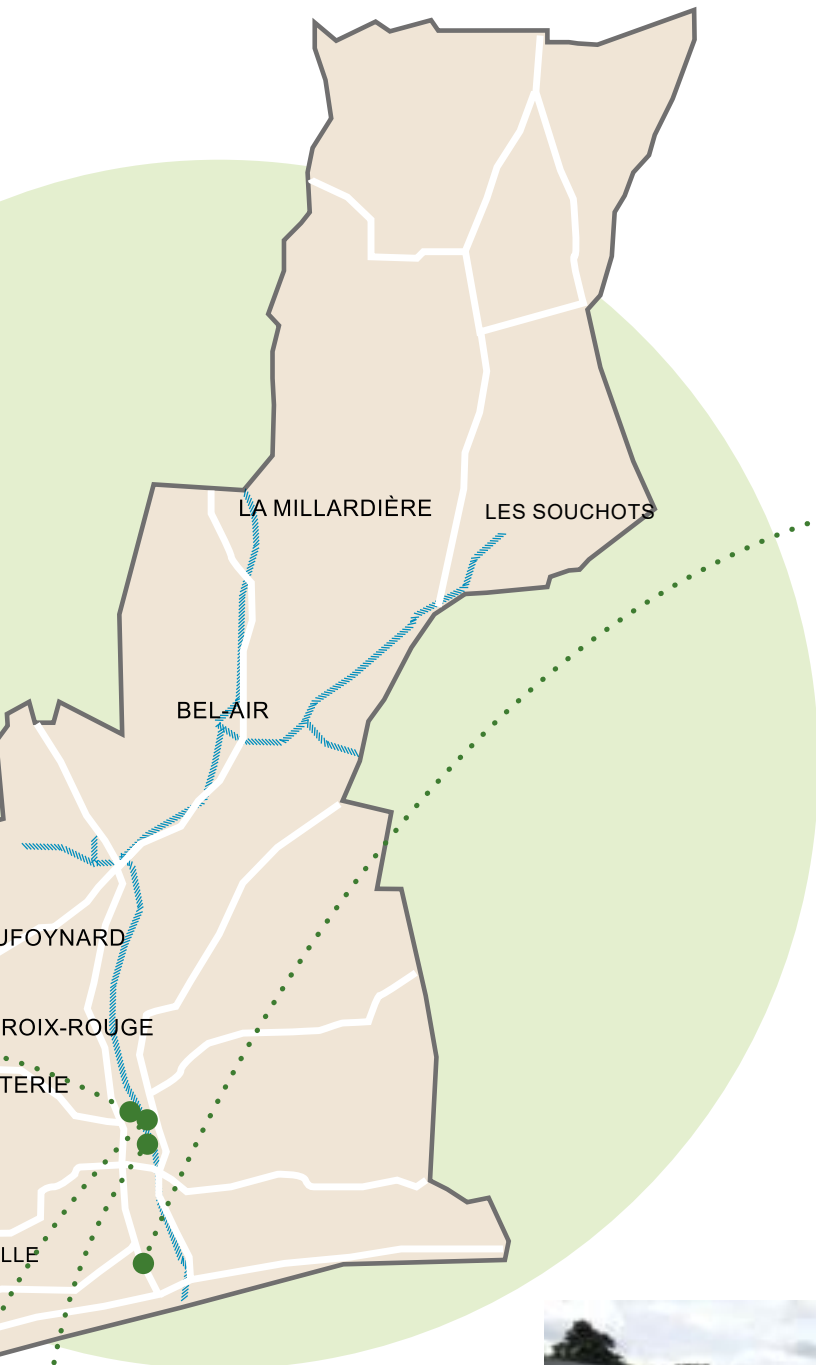 LA MILLARDIÈRE
LES SOUCHOTS
BEL-AIR
UFOYNARD
ROIX-ROUGE
TERIE
LLE